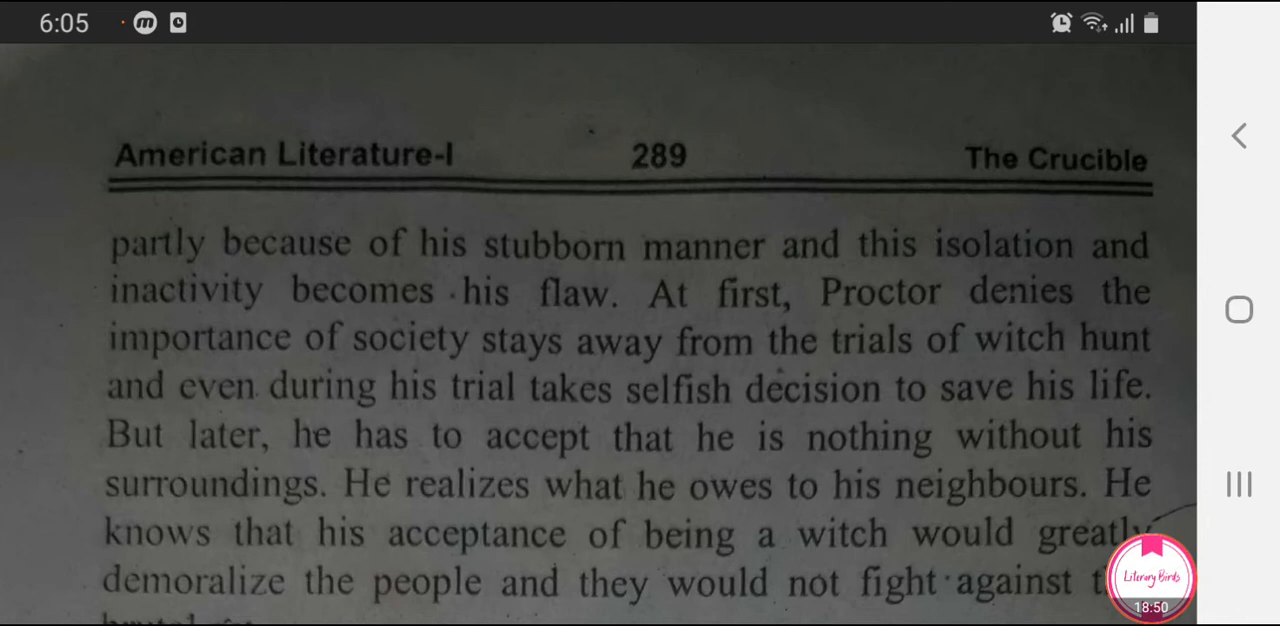 6:05
American Literature-I 289 The Crucible
partly because of his stubborn manner and this isolation and
inactivity becomes his flaw. At first, Proctor denies the
importance of society stays away from the trials of witch hunt
and even during his trial takes selfish decision to save his life.
But later, he has to accept that he is nothing without his
surroundings. He realizes what he owes to his neighbours. He
knows that his acceptance of being a witch would greatly
demoralize the people and they would not fight against
Literary Birds
18:50